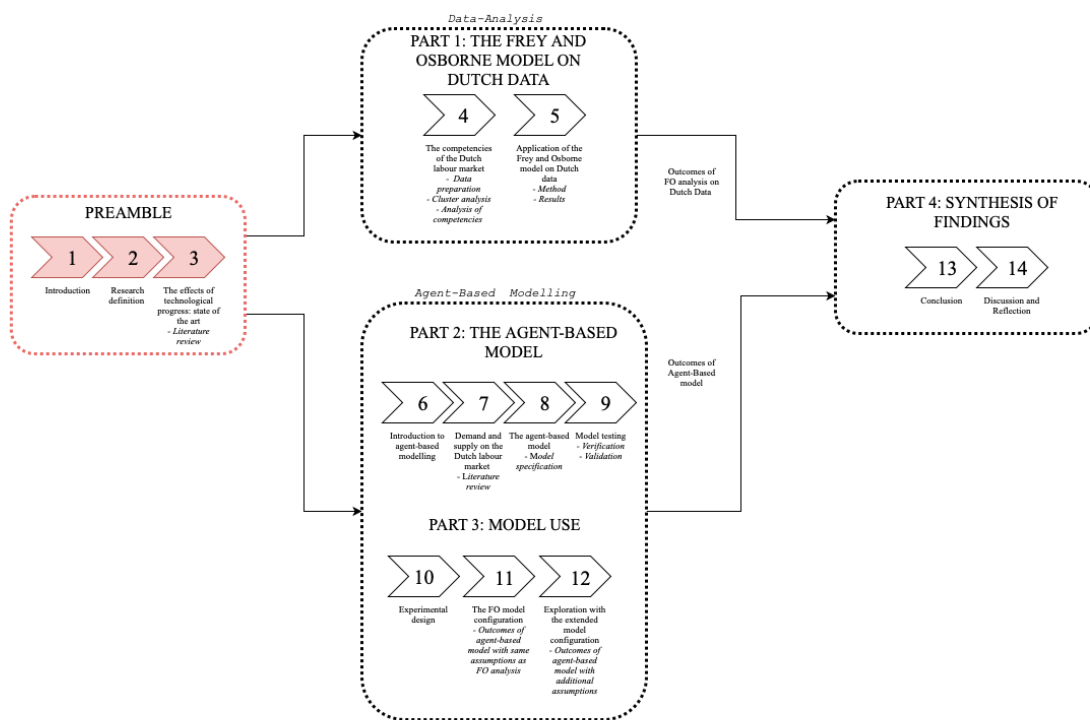 Data-Analysis
PART 1: THE FREY AND
OSBORNE MODEL ON
DUTCH DATA
4
5
The competencies
of the Dutch
labour market
- Data
preparation
- Cluster analysis
- Analysis of
competencies
Application of the
Frey and Osborne
model on Dutch
data
- Method
- Results
PREAMBLE
1
2
3
Introduction
Research
definition
The effects of
technological
progress: state of
the art
- Literature
review
Outcomes of
FO analysis on
Dutch Data
PART 4: SYNTHESIS OF
FINDINGS
13
14
Conclusion
Discussion and
Reflection
Agent-Based Modelling
PART 2: THE AGENT-BASED
MODEL
6
7
8
9
Introduction to
agent-based
modelling
Demand and
supply on the
Dutch labour
market
- Literature
review
The agent-based
model
- Model
specification
Model testing
- Verification
- Validation
Outcomes of
Agent-Based
model
PART 3: MODEL USE
10
11
12
Experimental
design
The FO model
configuration
- Outcomes of
agent-based
model with same
assumptions as
FO analysis
Exploration with
the extended
model
configuration
- Outcomes of
agent-based
model with
additional
assumptions